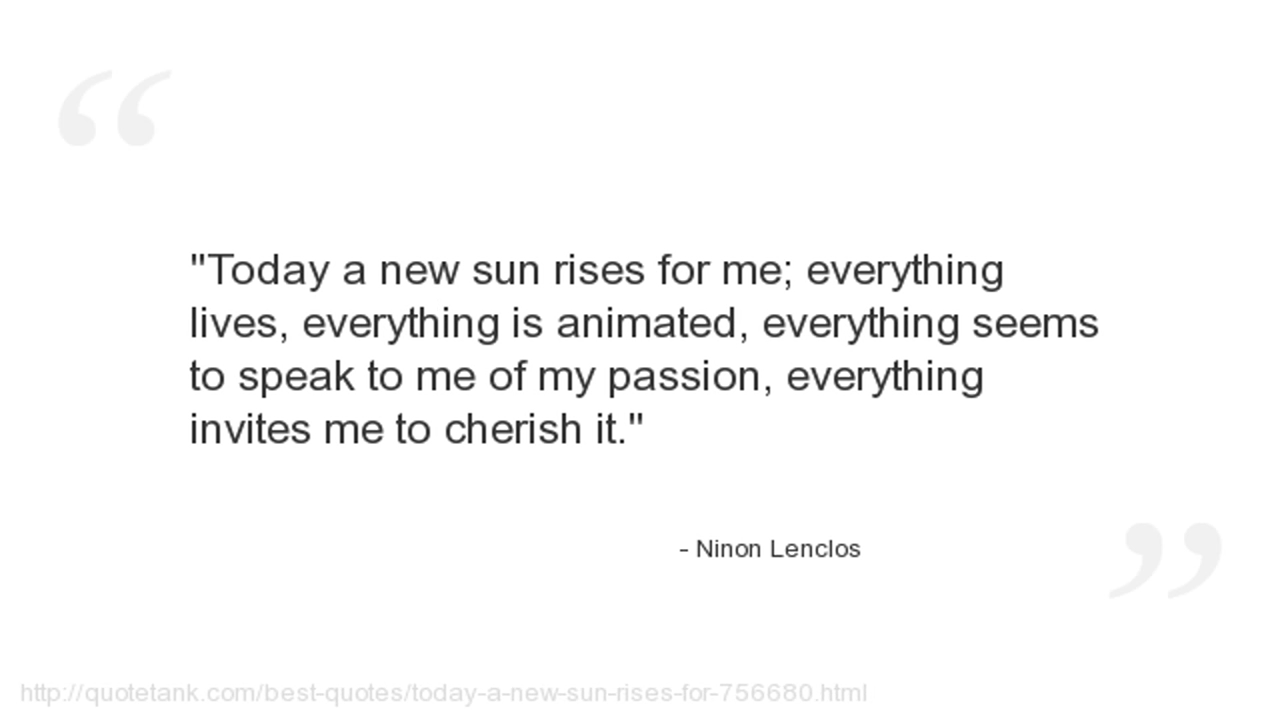 "Today a new sun rises for me; everything
lives, everything is animated, everything seems
to speak to me of my passion, everything
invites me to cherish it."
- Ninon Lenclos
http://quotetank.com/best-quotes/today-a-new-sun-rises-for-756680.html